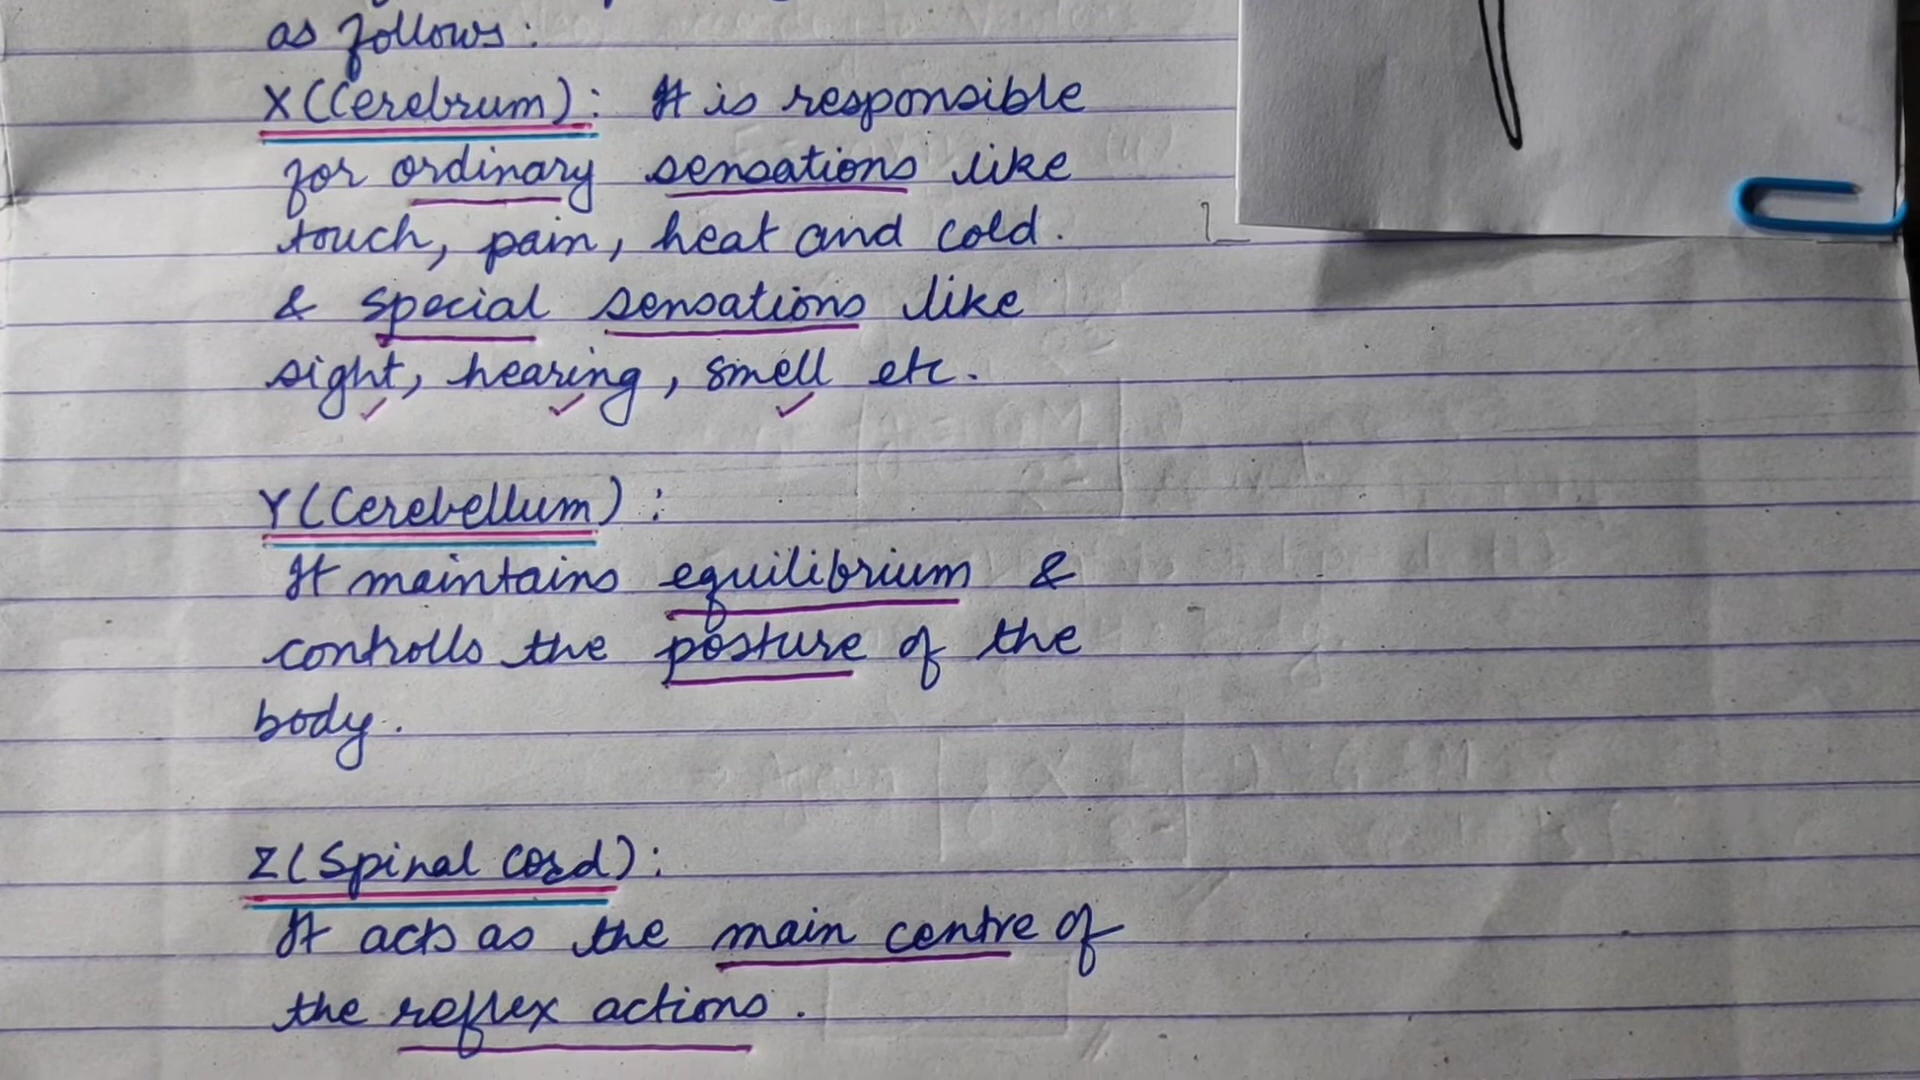 as follows:
X(Cerebrum): It is responsible
for ordinary sensations like
touch, pain, heat and cold.
& special sensations like
sight, hearing, smell etc.
Y(Cerebellum):
It maintains equilibrium &
controlls the posture of the
body.
Z(Spinal Cord):
It acts as the main centre of
the reflex actions.